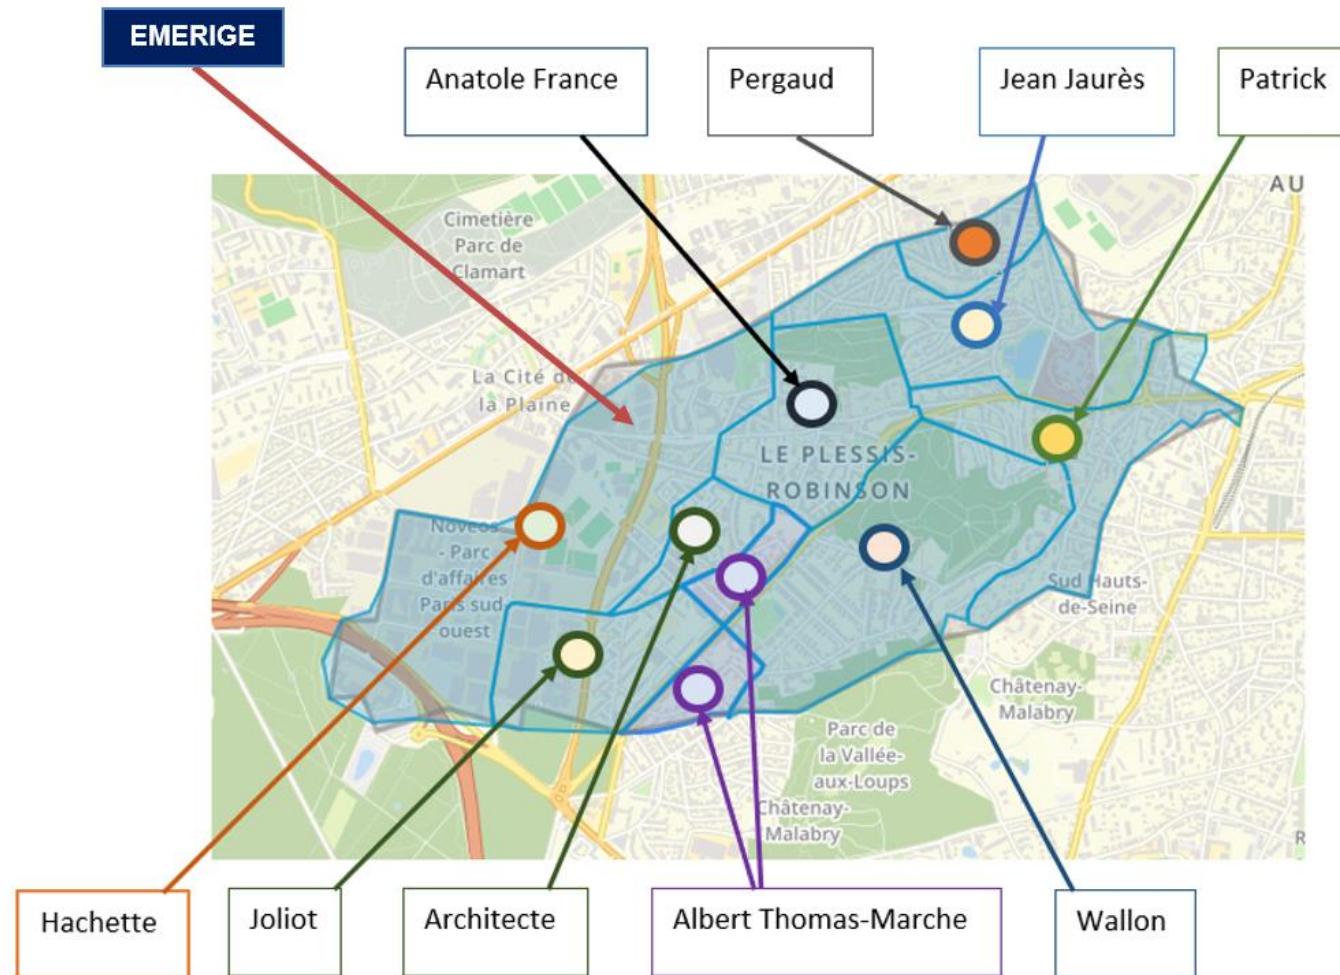 EMERIGE
Anatole France
Pergaud
Jean Jaurès
Patrick
AU
Cimetière
Parc de
Clamart
La Cité de
la Plaine
LE PLESSIS-
ROBINSON
Noveos
- Parc
d'affaires
Paris sud
ouest
Sud Hauts-
de-Seine
Châtenay-
Malabry
Parc de
la Vallée-
aux-Loups
Châtenay-
Malabry
R
Hachette
Joliot
Architecte
Albert Thomas-Marche
Wallon